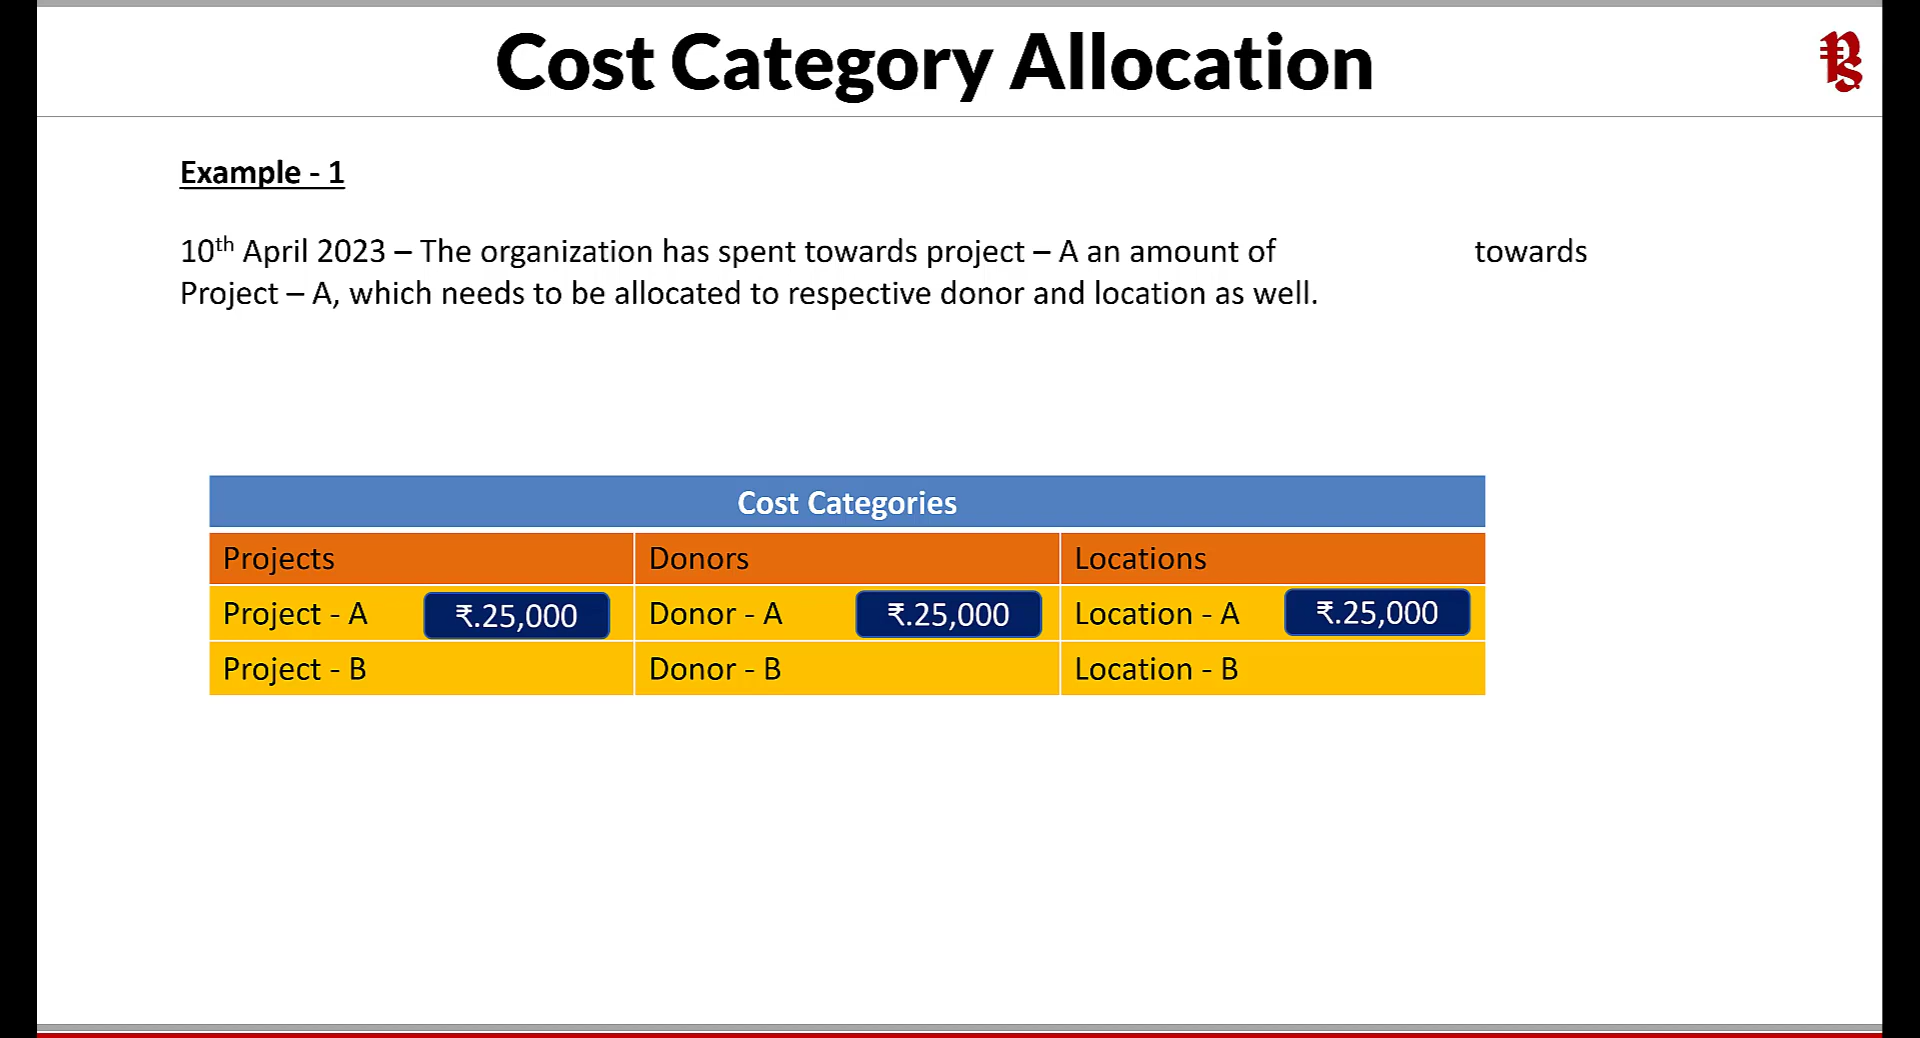 Cost Category Allocation
Example - 1
10th April 2023 – The organization has spent towards project – A an amount of towards
Project – A, which needs to be allocated to respective donor and location as well.
Cost Categories
Projects Donors Locations
Project - A ₹.25,000 Donor - A ₹.25,000 Location - A ₹.25,000
Project - B Donor - B Location - B